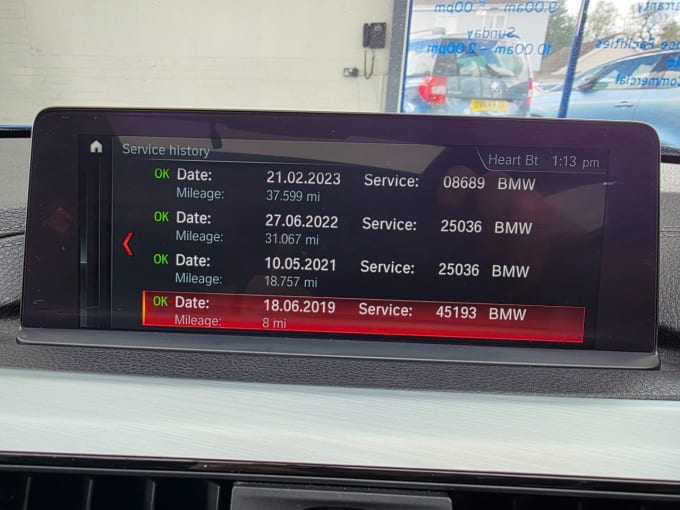 9.00am
Sunday
10.00am - 2.00pm
Commercial
Service history
Heart Bt 1:13 pm
OK Date: 21.02.2023 Service: 08689 BMW
Mileage: 37.599 mi
OK Date: 27.06.2022 Service: 25036 BMW
Mileage: 31.067 mi
OK Date: 10.05.2021 Service: 25036 BMW
Mileage: 18.757 mi
OK Date: 18.06.2019 Service: 45193 BMW
Mileage: 8 mi